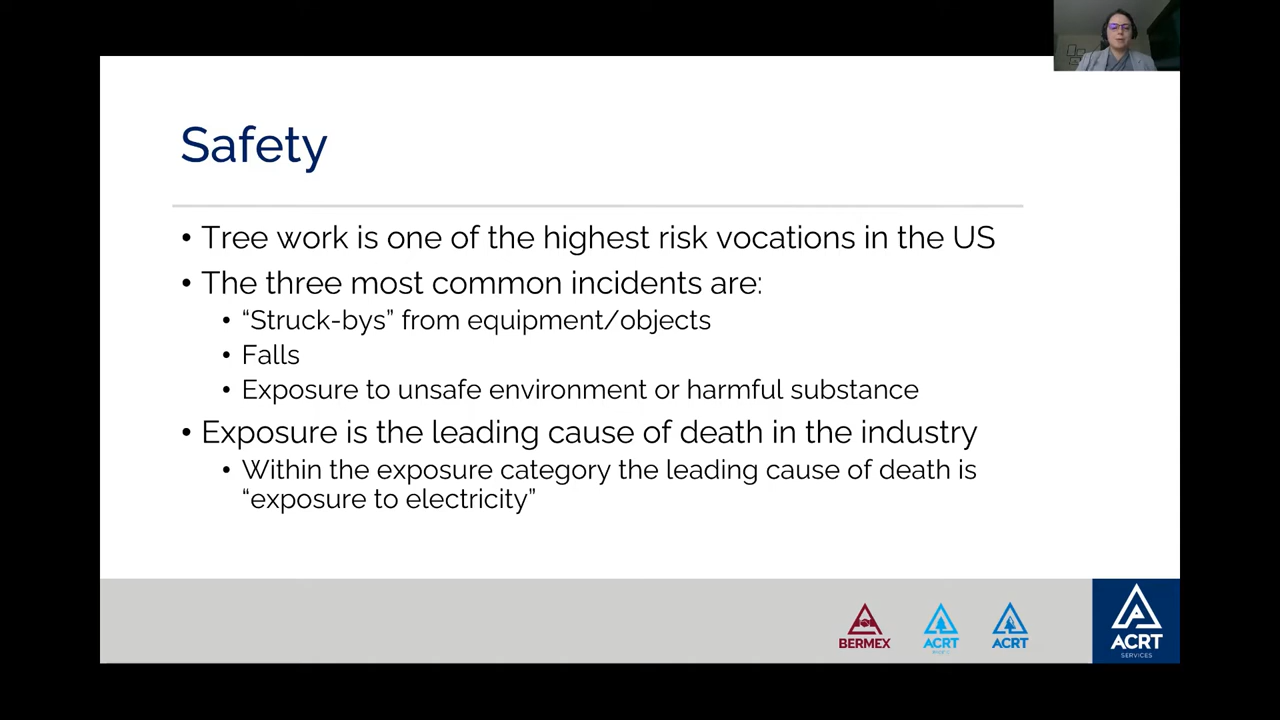 Safety
• Tree work is one of the highest risk vocations in the US
• The three most common incidents are:
• “Struck-bys” from equipment/objects
• Falls
• Exposure to unsafe environment or harmful substance
• Exposure is the leading cause of death in the industry
• Within the exposure category the leading cause of death is
“exposure to electricity”
BERMEX
ACRT
ACRT
ACRT
SERVICES